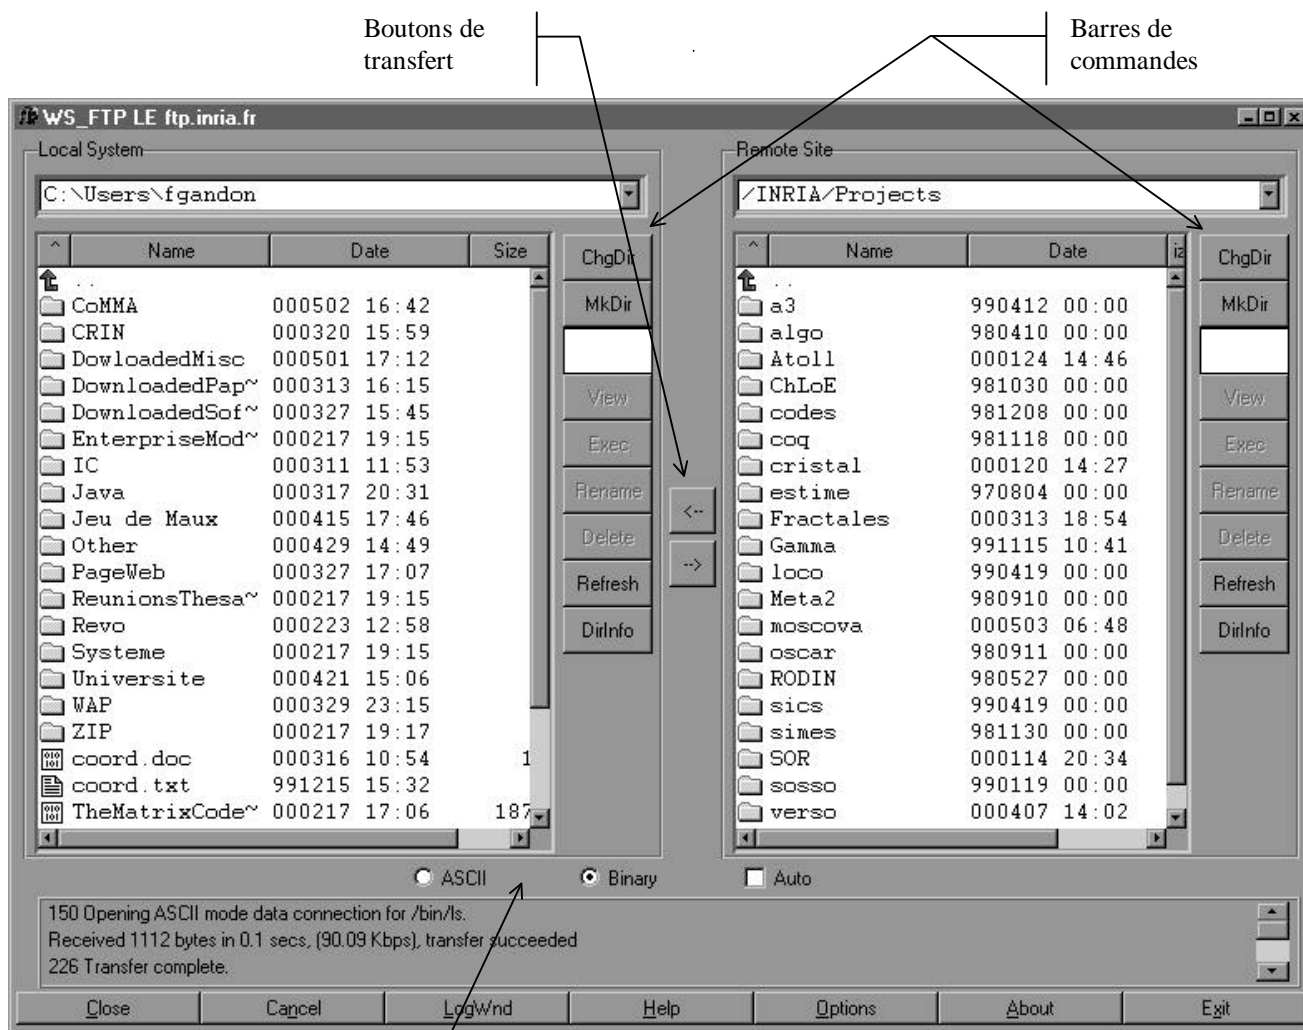 Boutons de
transfert
Barres de
commandes
WS_FTP LE ftp.inria.fr
Local System
Remote Site
C:\Users\fgandon
/INRIA/Projects
^ Name Date Size
ChgDir
MkDir
View
Exec
Rename
Delete
Refresh
DirInfo
..
CoMMA 000502 16:42
CRIN 000320 15:59
DowloadedMisc 000501 17:12
DownloadedPap~ 000313 16:15
DownloadedSof~ 000327 15:45
EnterpriseMod~ 000217 19:15
IC 000311 11:53
Java 000317 20:31
Jeu de Maux 000415 17:46
Other 000429 14:49
PageWeb 000327 17:07
ReunionsThesa~ 000217 19:15
Revo 000223 12:58
Systeme 000217 19:15
Universite 000421 15:06
WAP 000329 23:15
ZIP 000217 19:17
coord.doc 000316 10:54 1
coord.txt 991215 15:32
TheMatrixCode~ 000217 17:06 187
<--
-->
^ Name Date iz
..
a3 990412 00:00
algo 980410 00:00
Atoll 000124 14:46
ChLoE 981030 00:00
codes 981208 00:00
coq 981118 00:00
cristal 000120 14:27
estime 970804 00:00
Fractales 000313 18:54
Gamma 991115 10:41
loco 990419 00:00
Meta2 980910 00:00
moscova 000503 06:48
oscar 980911 00:00
RODIN 980527 00:00
sics 990419 00:00
simes 981130 00:00
SOR 000114 20:34
sosso 990119 00:00
verso 000407 14:02
ChgDir
MkDir
View
Exec
Rename
Delete
Refresh
DirInfo
ASCII Binary Auto
150 Opening ASCII mode data connection for /bin/ls.
Received 1112 bytes in 0.1 secs, (90.09 Kbps), transfer succeeded
226 Transfer complete.
Close Cancel LogWnd Help Options About Exit